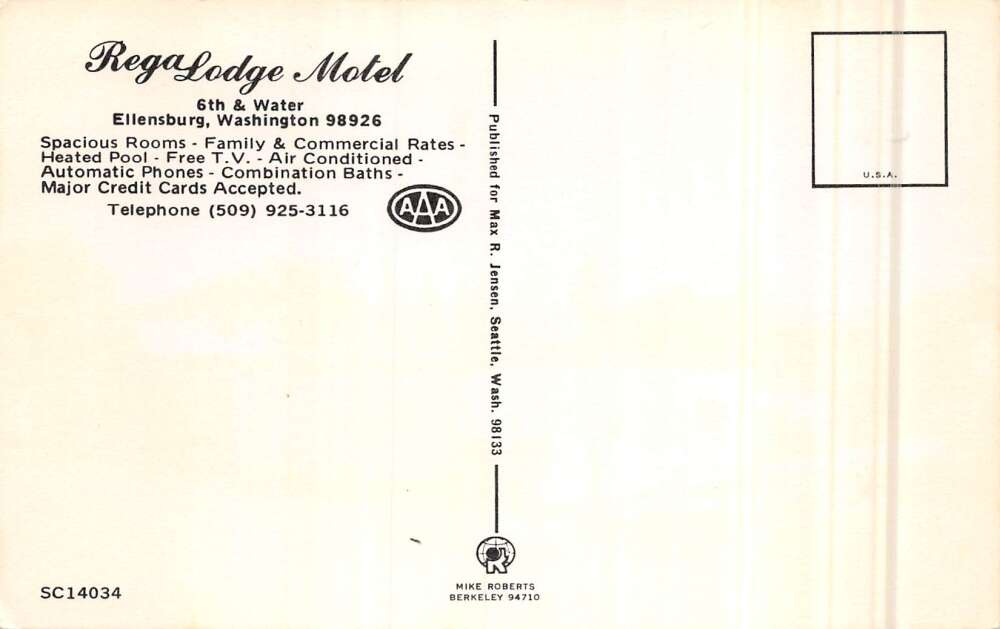 RegaLodge Motel
6th & Water
Ellensburg, Washington 98926
Spacious Rooms - Family & Commercial Rates -
Heated Pool - Free T.V. - Air Conditioned -
Automatic Phones - Combination Baths -
Major Credit Cards Accepted.
Telephone (509) 925-3116
AAA
Published for Max R. Jensen, Seattle, Wash. 98133
U.S.A.
R
MIKE ROBERTS
BERKELEY 94710
SC14034